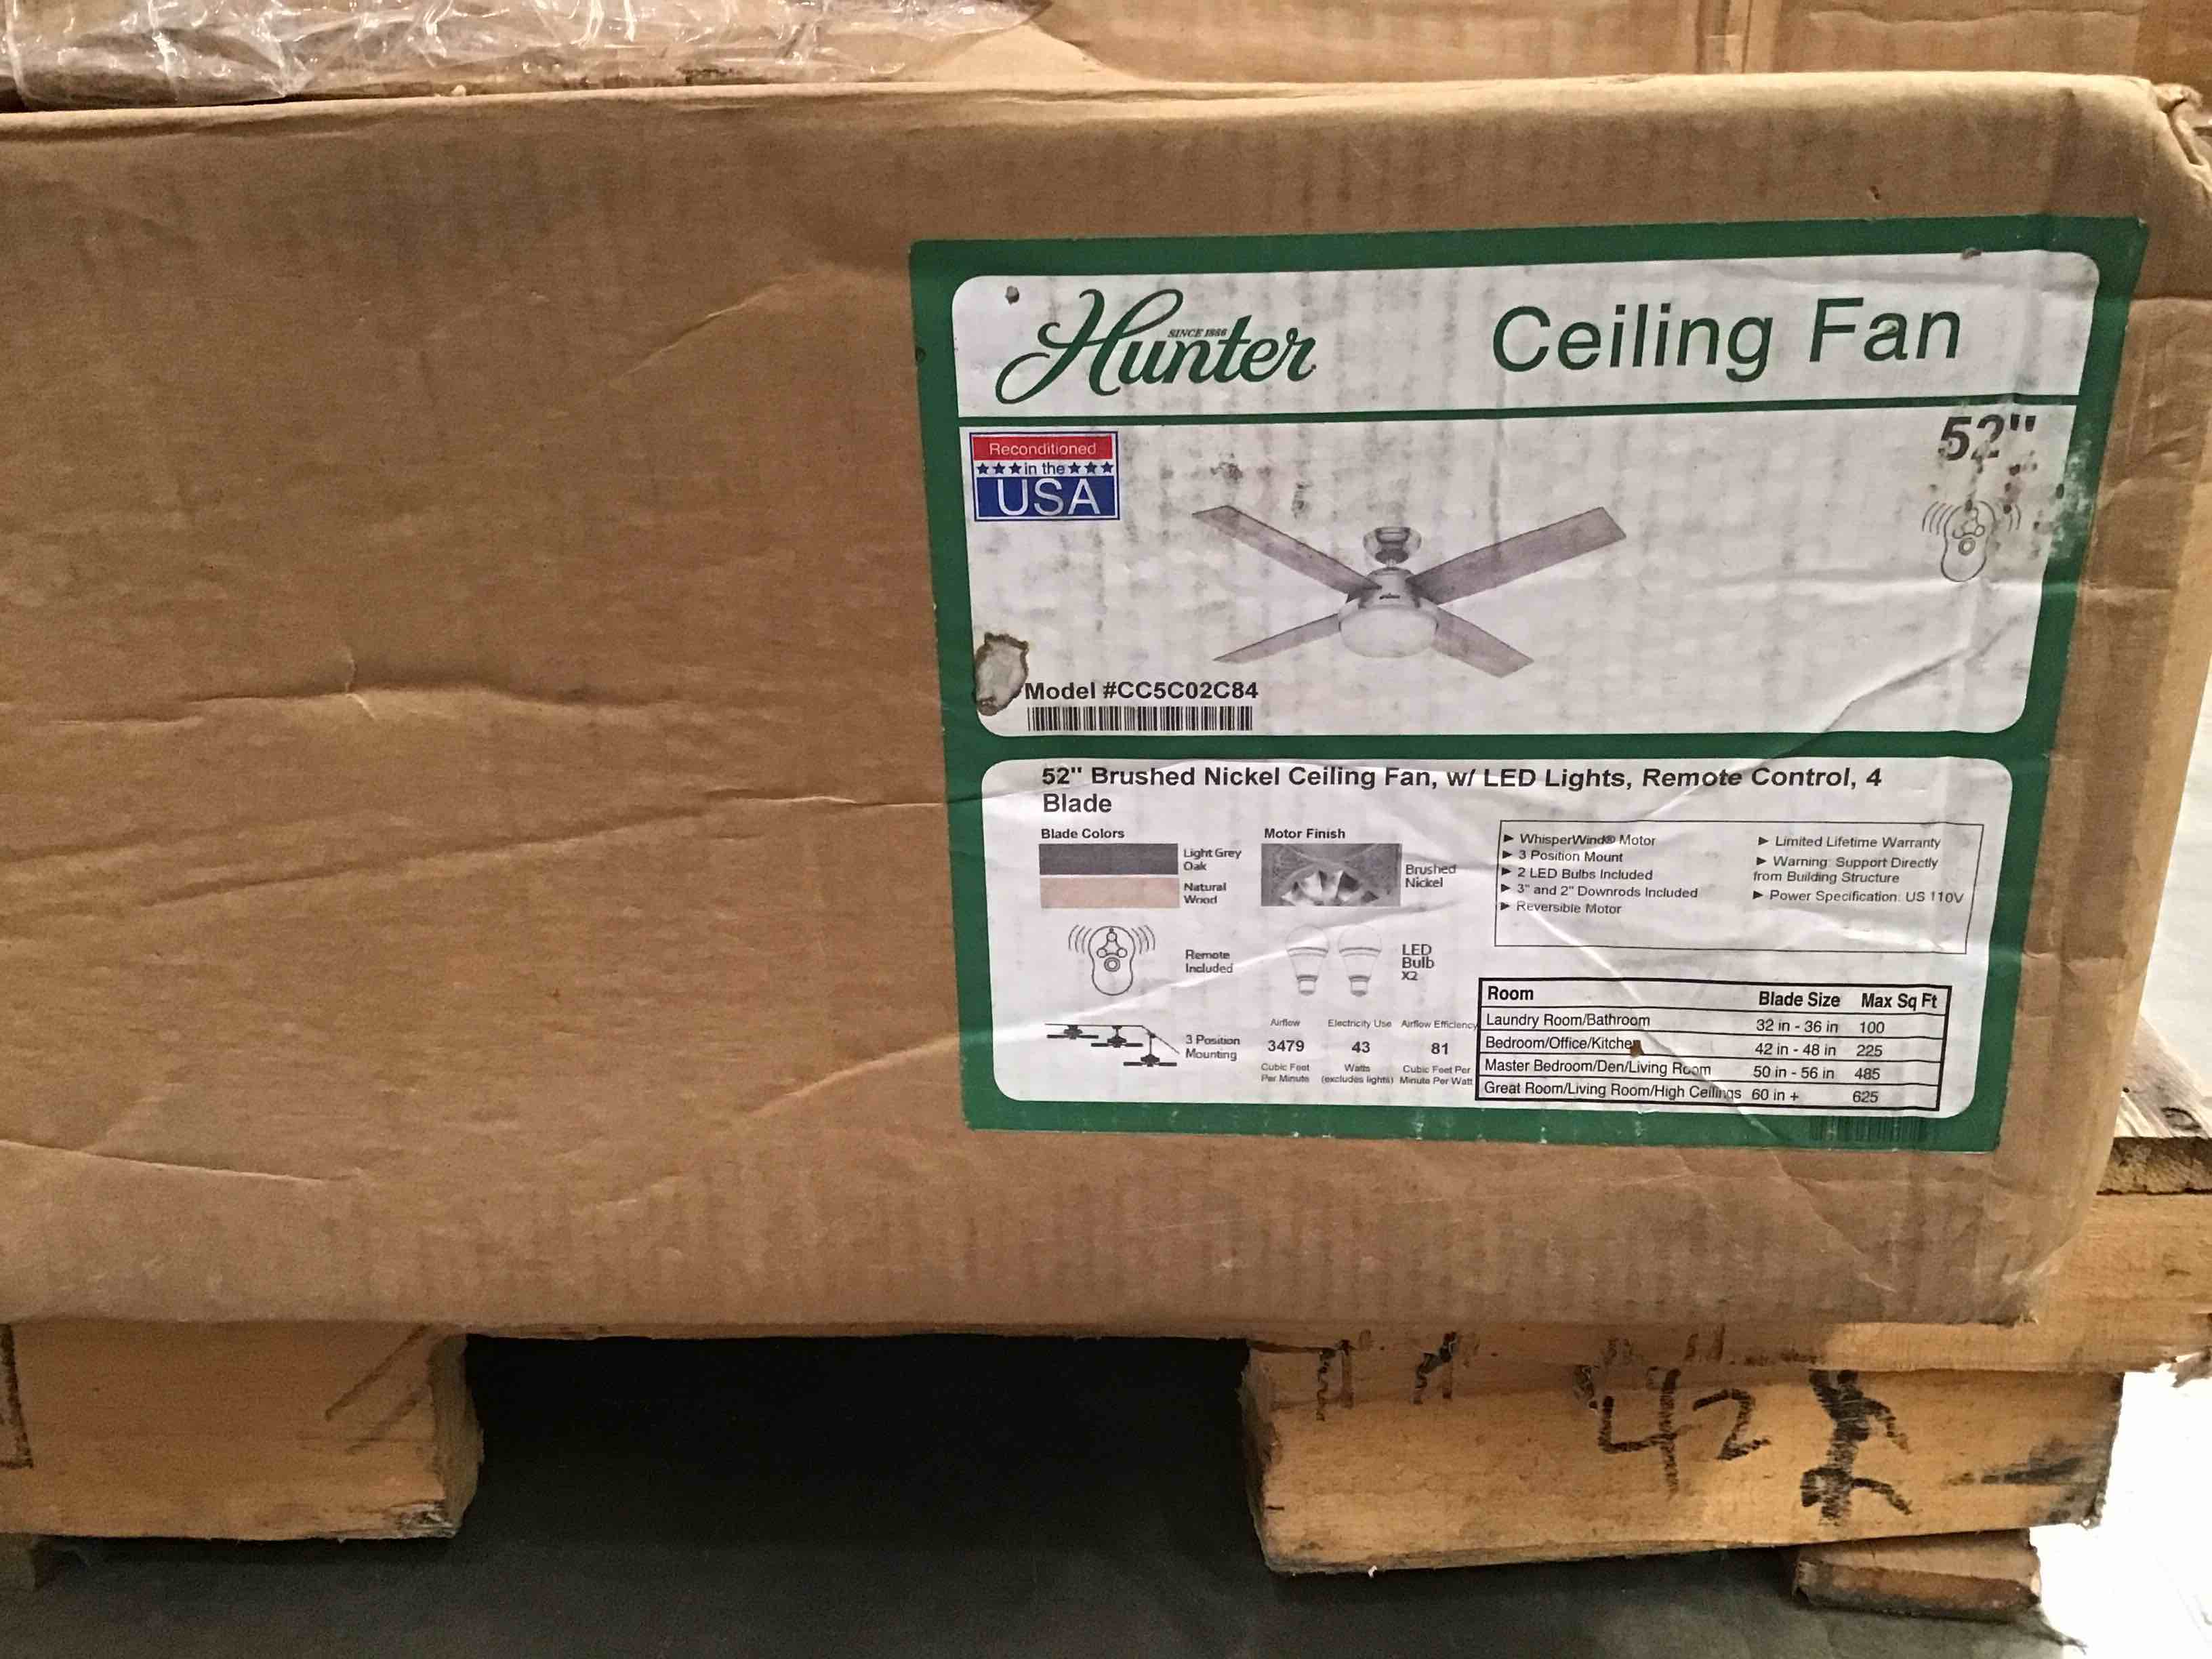 Hunter
SINCE 1886
Ceiling Fan
Reconditioned
in the
USA
52"
Model #CC5C02C84
52" Brushed Nickel Ceiling Fan, w/ LED Lights, Remote Control, 4
Blade
Blade Colors
Light Grey
Oak
Natural
Wood
Motor Finish
Brushed
Nickel
Remote
Included
LED
Bulb
X2
3 Position
Mounting
Airflow Electricity Use Airflow Efficiency
3479 43 81
Cubic Feet Watts Cubic Feet Per
Per Minute (excludes lights) Minute Per Watt
► WhisperWind® Motor
► 3 Position Mount
► 2 LED Bulbs Included
► 3" and 2" Downrods Included
► Reversible Motor
► Limited Lifetime Warranty
► Warning: Support Directly
from Building Structure
► Power Specification: US 110V
Room Blade Size Max Sq Ft
Laundry Room/Bathroom 32 in - 36 in 100
Bedroom/Office/Kitchen 42 in - 48 in 225
Master Bedroom/Den/Living Room 50 in - 56 in 485
Great Room/Living Room/High Ceilings 60 in + 625
42